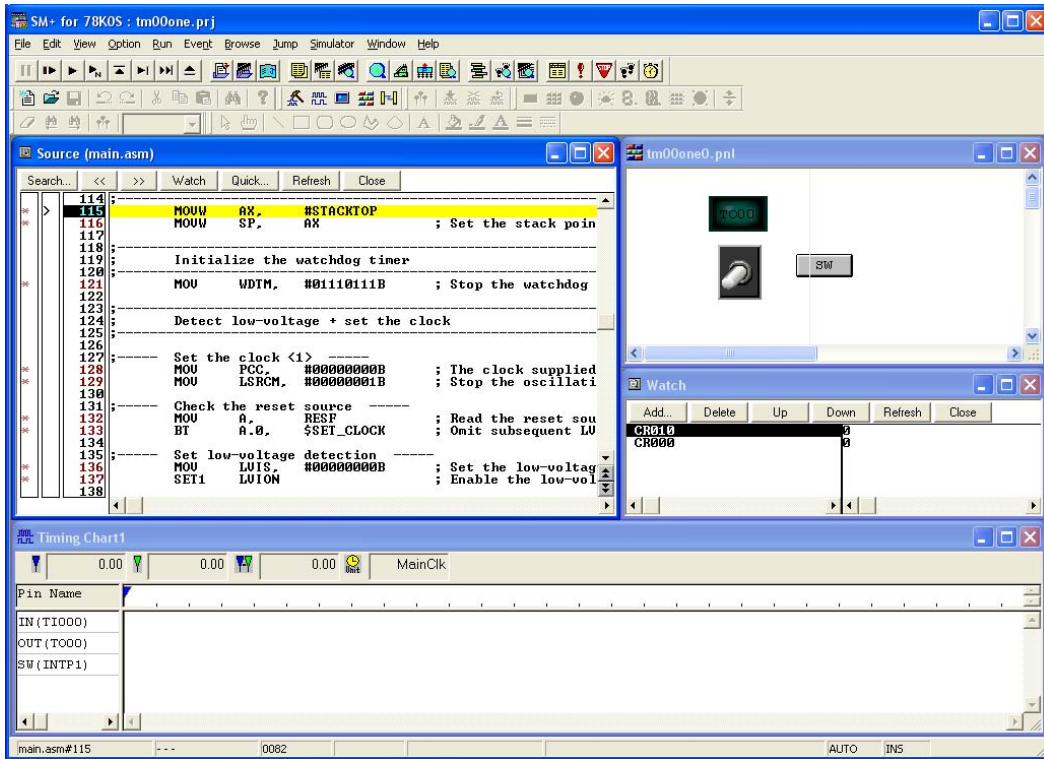 SM+ for 78K0S : tm00one.prj
File Edit View Option Run Event Browse Jump Simulator Window Help
Source (main.asm)
Search... << >> Watch Quick... Refresh Close
114 ;-----------------------------------------------------------
> 115 MOVW AX, #STACKTOP
116 MOVW SP, AX ; Set the stack poin
117
118 ;-----------------------------------------------------------
119 ; Initialize the watchdog timer
120 ;-----------------------------------------------------------
121 MOV WDTM, #01110111B ; Stop the watchdog
122
123 ;-----------------------------------------------------------
124 ; Detect low-voltage + set the clock
125 ;-----------------------------------------------------------
126
127 ;----- Set the clock <1> -----
128 MOV PCC, #00000000B ; The clock supplied
129 MOV LSRCM, #00000001B ; Stop the oscillati
130
131 ;----- Check the reset source -----
132 MOV A, RESF ; Read the reset sou
133 BT A.0, $SET_CLOCK ; Omit subsequent LV
134
135 ;----- Set low-voltage detection -----
136 MOV LVIS, #00000000B ; Set the low-voltag
137 SET1 LVION ; Enable the low-vol
138
tm00one0.pnl
TO00
SW
Watch
Add... Delete Up Down Refresh Close
CR010 0
CR000 0
Timing Chart1
0.00 0.00 0.00 Unit MainClk
Pin Name
IN(TI000)
OUT(TO00)
SW(INTP1)
main.asm#115 --- 0082 AUTO INS